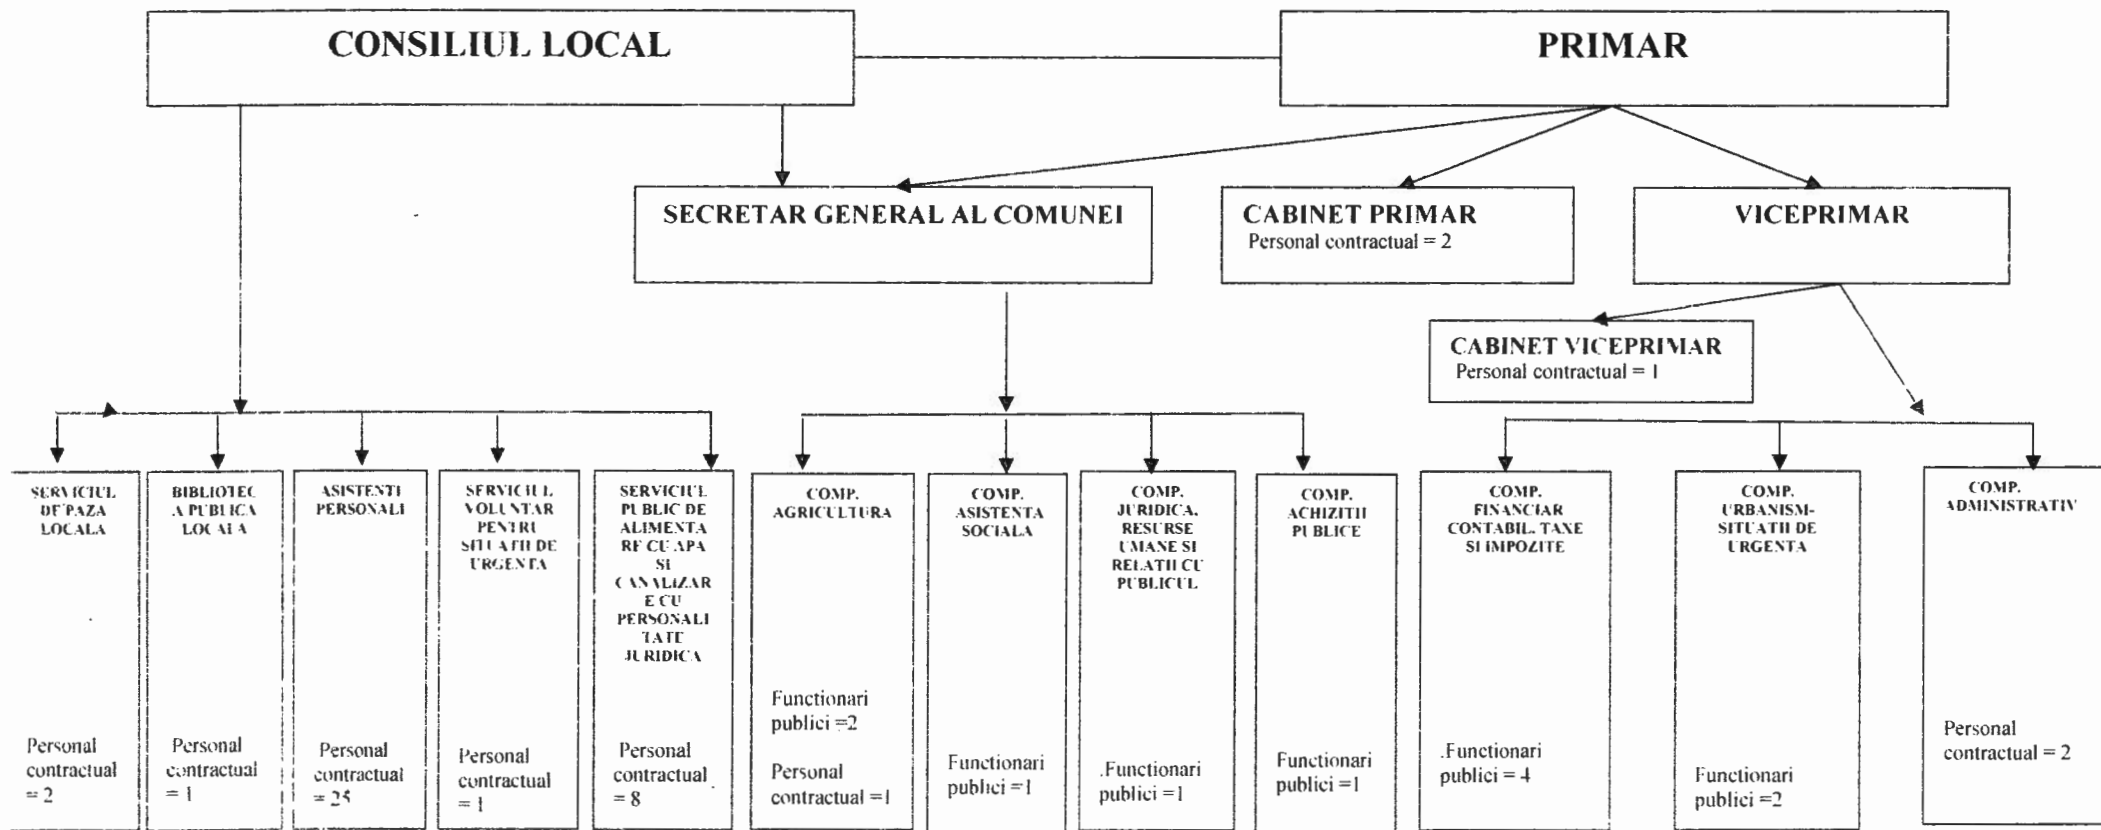 CONSILIUL LOCAL
PRIMAR
SECRETAR GENERAL AL COMUNEI
CABINET PRIMAR
Personal contractual = 2
VICEPRIMAR
CABINET VICEPRIMAR
Personal contractual = 1
SERVICIUL
DE PAZA
LOCALA
Personal
contractual
= 2
BIBLIOTEC
A PUBLICA
LOCALA
Personal
contractual
= 1
ASISTENTI
PERSONALI
Personal
contractual
= 25
SERVICIUL
VOLUNTAR
PENTRU
SITUATII DE
URGENTA
Personal
contractual
= 1
SERVICIUL
PUBLIC DE
ALIMENTA
RE CU APA
SI
CANALIZAR
E CU
PERSONALI
TATE
JURIDICA
Personal
contractual
= 8
COMP.
AGRICULTURA
Functionari
publici =2
Personal
contractual =1
COMP.
ASISTENTA
SOCIALA
Functionari
publici =1
COMP.
JURIDICA,
RESURSE
UMANE SI
RELATII CU
PUBLICUL
.Functionari
publici =1
COMP.
ACHIZITII
PUBLICE
Functionari
publici =1
COMP.
FINANCIAR
CONTABIL, TAXE
SI IMPOZITE
.Functionari
publici = 4
COMP.
URBANISM-
SITUATII DE
URGENTA
Functionari
publici =2
COMP.
ADMINISTRATIV
Personal
contractual = 2